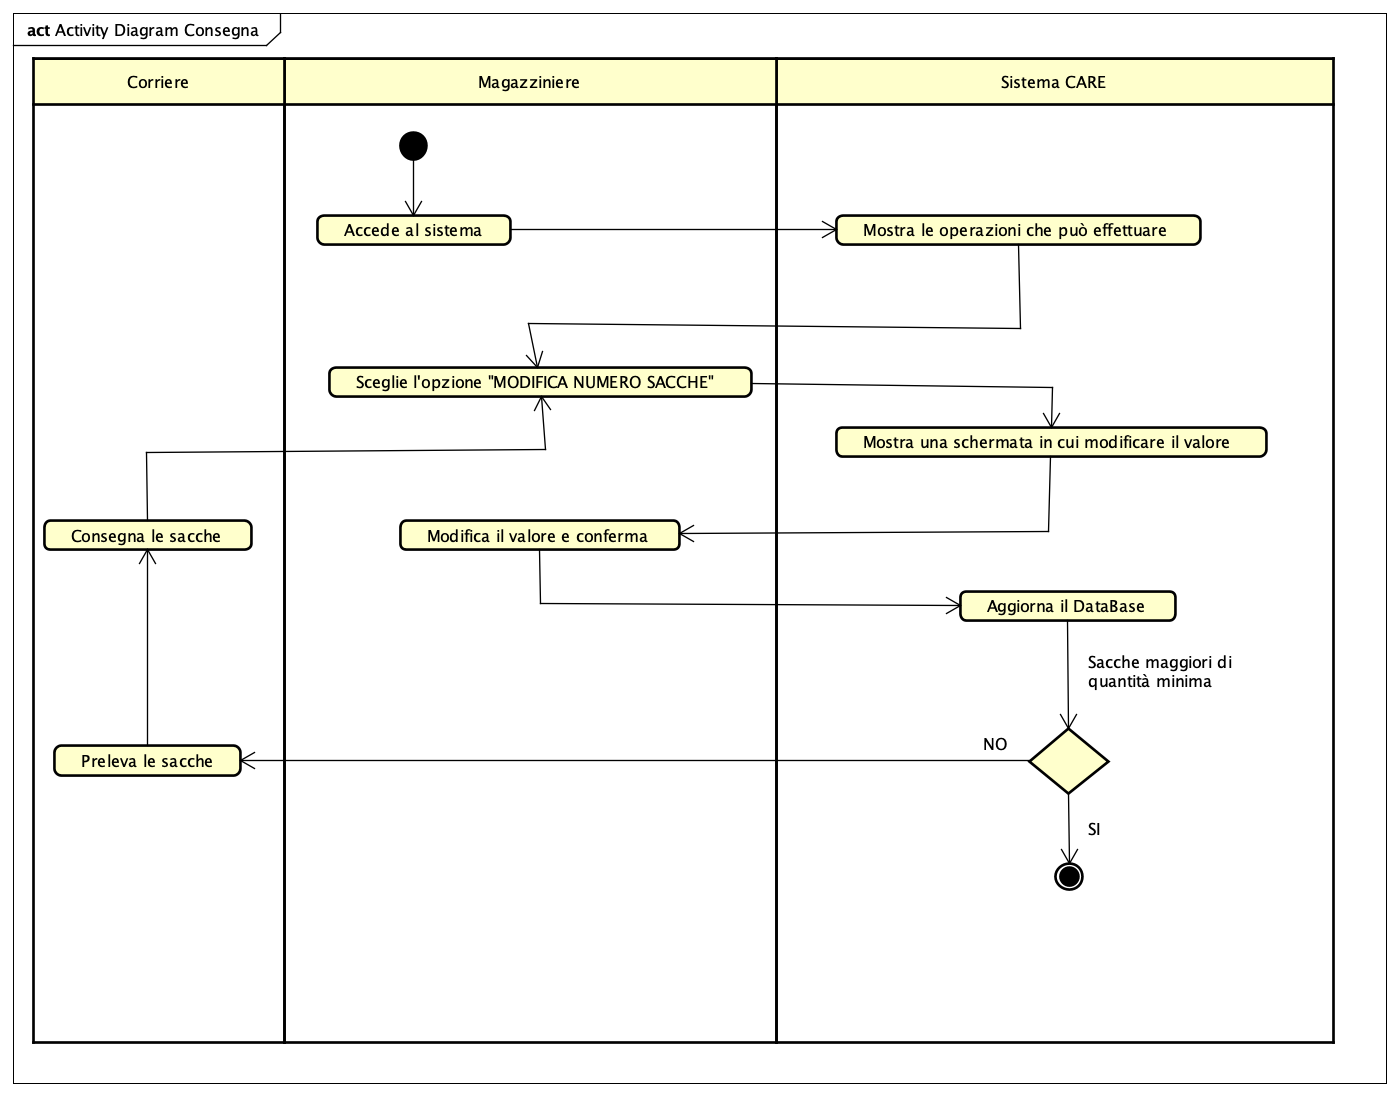 act Activity Diagram Consegna
Corriere
Magazziniere
Sistema CARE
Accede al sistema
Mostra le operazioni che può effettuare
Sceglie l'opzione "MODIFICA NUMERO SACCHE"
Mostra una schermata in cui modificare il valore
Consegna le sacche
Modifica il valore e conferma
Aggiorna il DataBase
Sacche maggiori di
quantità minima
NO
Preleva le sacche
SI